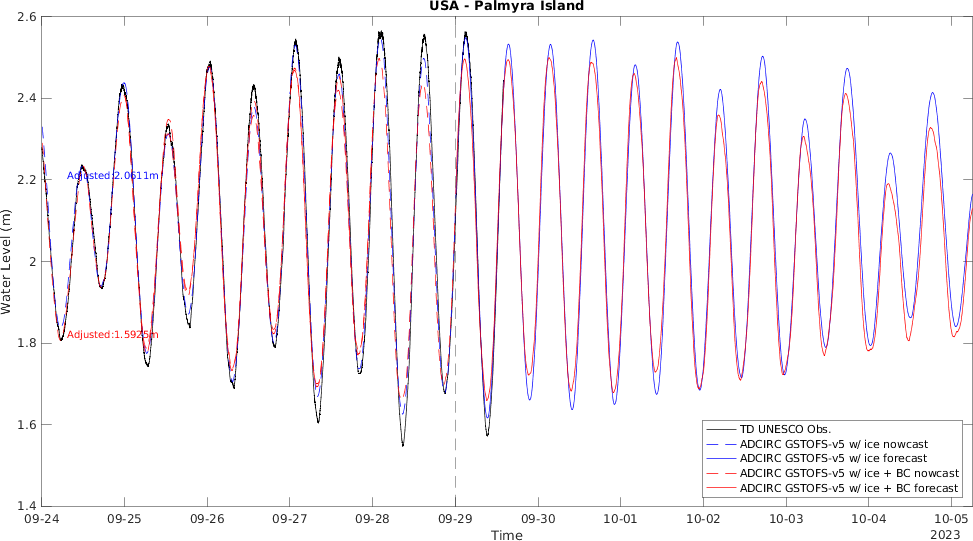 USA - Palmyra Island
2.6
2.4
2.2
2
1.8
1.6
1.4
Water Level (m)
Adjusted:2.0611m
Adjusted:1.5925m
TD UNESCO Obs.
ADCIRC GSTOFS-v5 w/ ice nowcast
ADCIRC GSTOFS-v5 w/ ice forecast
ADCIRC GSTOFS-v5 w/ ice + BC nowcast
ADCIRC GSTOFS-v5 w/ ice + BC forecast
09-24 09-25 09-26 09-27 09-28 09-29 09-30 10-01 10-02 10-03 10-04 10-05
2023
Time